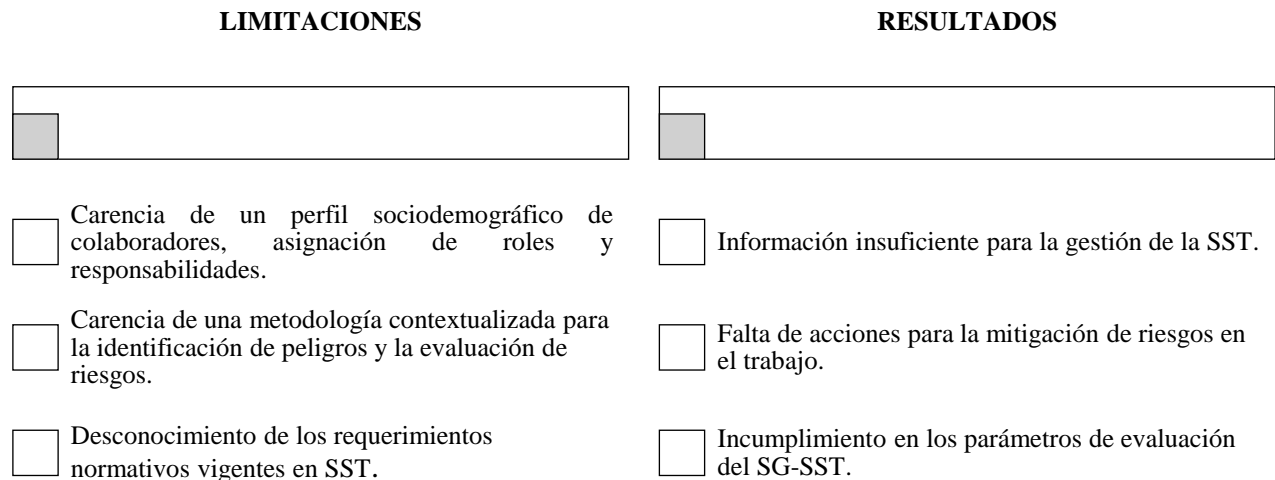 LIMITACIONES
RESULTADOS
Carencia de un perfil sociodemográfico de
colaboradores, asignación de roles y
responsabilidades.
Información insuficiente para la gestión de la SST.
Carencia de una metodología contextualizada para
la identificación de peligros y la evaluación de
riesgos.
Falta de acciones para la mitigación de riesgos en
el trabajo.
Desconocimiento de los requerimientos
normativos vigentes en SST.
Incumplimiento en los parámetros de evaluación
del SG-SST.